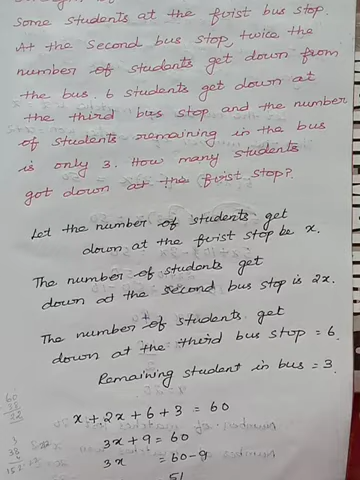 Some students at the first bus stop.
At the second bus stop, twice the
number of students get down from
the bus. 6 students get down at
the third bus stop and the number
of students remaining in the bus
is only 3. How many students
got down at the first stop?
Let the number of students get
down at the first stop be x.
The number of students get
down at the second bus stop is 2x.
The number of students get
down at the third bus stop = 6.
Remaining student in bus = 3.
x + 2x + 6 + 3 = 60
3x + 9 = 60
3x = 60 - 9
51